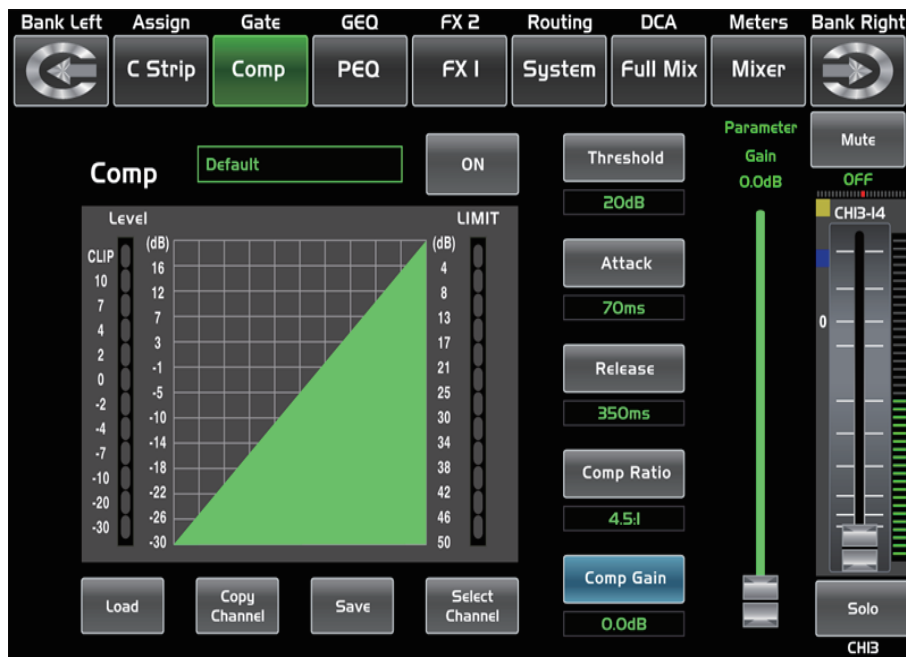 Bank Left Assign Gate GEQ FX 2 Routing DCA Meters Bank Right
C Strip Comp PEQ FX 1 System Full Mix Mixer
Comp Default ON
Level LIMIT
(dB) (dB)
CLIP 16 4
10 12 8
7 7 13
4 3 17
2 -1 21
0 -5 25
-2 -10 30
-4 -14 34
-7 -18 38
-10 -22 42
-20 -26 46
-30 -30 50
Load Copy Channel Save Select Channel
Threshold
20dB
Attack
70ms
Release
350ms
Comp Ratio
4.5:1
Comp Gain
0.0dB
Parameter
Gain
0.0dB
Mute
OFF
CH13-14
0
Solo
CH13